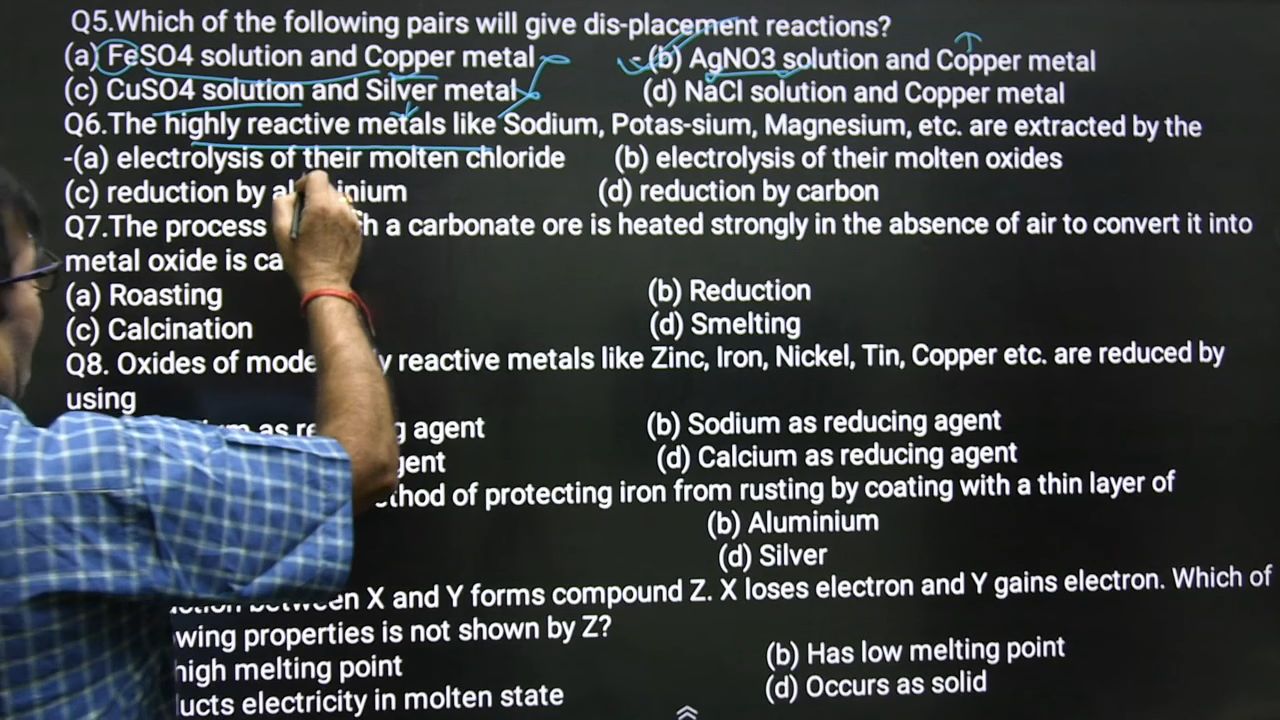 Q5.Which of the following pairs will give dis-placement reactions?
(a) FeSO4 solution and Copper metal (b) AgNO3 solution and Copper metal
(c) CuSO4 solution and Silver metal (d) NaCl solution and Copper metal
Q6.The highly reactive metals like Sodium, Potas-sium, Magnesium, etc. are extracted by the
-(a) electrolysis of their molten chloride (b) electrolysis of their molten oxides
(c) reduction by (d) reduction by carbon
Q7.The process a carbonate ore is heated strongly in the absence of air to convert it into
metal oxide is
(a) Roasting (b) Reduction
(c) Calcination (d) Smelting
Q8. Oxides of reactive metals like Zinc, Iron, Nickel, Tin, Copper etc. are reduced by
using
as agent (b) Sodium as reducing agent
(d) Calcium as reducing agent
of protecting iron from rusting by coating with a thin layer of
(b) Aluminium
(d) Silver
between X and Y forms compound Z. X loses electron and Y gains electron. Which of
properties is not shown by Z?
high melting point (b) Has low melting point
electricity in molten state (d) Occurs as solid